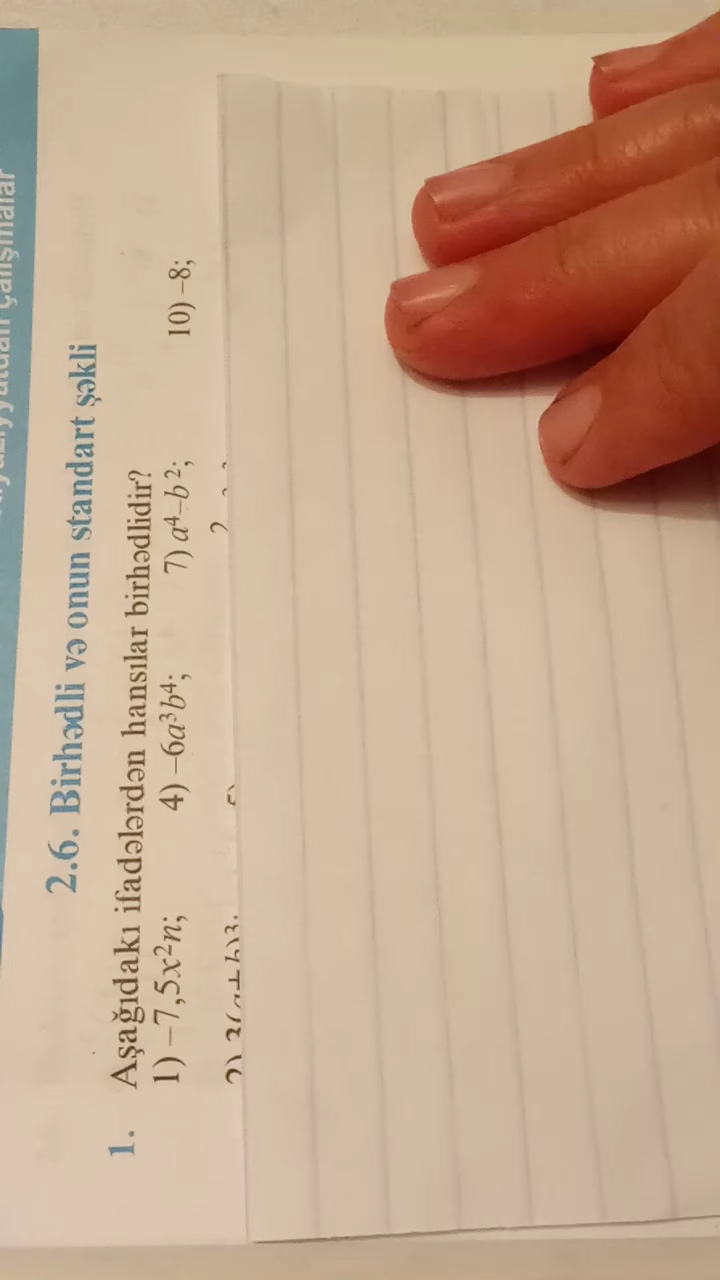 çalışmalar
2.6. Birhədli və onun standart şəkli
1. Aşağıdakı ifadələrdən hansılar birhədlidir?
1) –7,5x²n; 4) –6a³b⁴; 7) a⁴–b²; 10) –8;